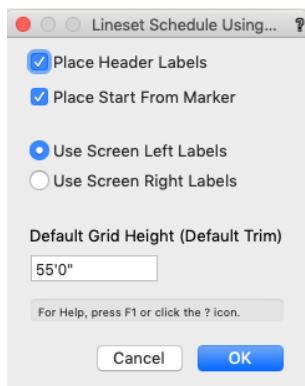 Lineset Schedule Using... ?
Place Header Labels
Place Start From Marker
Use Screen Left Labels
Use Screen Right Labels
Default Grid Height (Default Trim)
55'0"
For Help, press F1 or click the ? icon.
Cancel OK